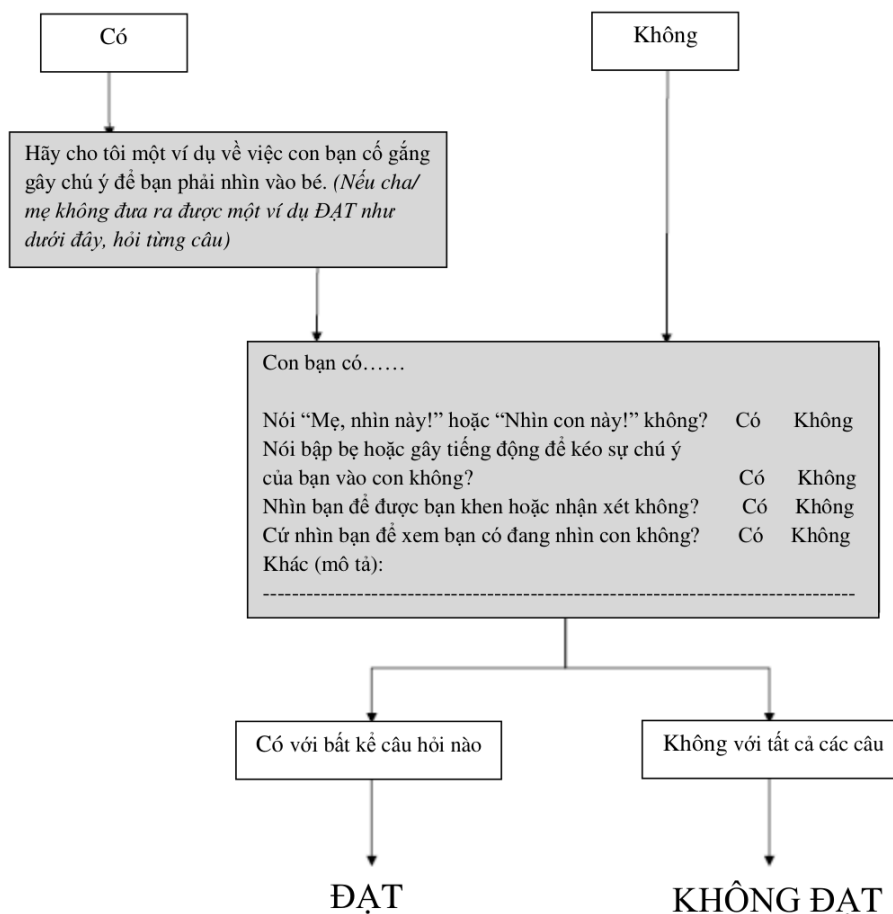 Có
Không
Hãy cho tôi một ví dụ về việc con bạn cố gắng
gây chú ý để bạn phải nhìn vào bé. (Nếu cha/
mẹ không đưa ra được một ví dụ ĐẠT như
dưới đây, hỏi từng câu)
Con bạn có……
Nói “Mẹ, nhìn này!” hoặc “Nhìn con này!” không? Có Không
Nói bập bẹ hoặc gây tiếng động để kéo sự chú ý
của bạn vào con không? Có Không
Nhìn bạn để được bạn khen hoặc nhận xét không? Có Không
Cứ nhìn bạn để xem bạn có đang nhìn con không? Có Không
Khác (mô tả):
---------------------------------------------------------------------------------
Có với bất kể câu hỏi nào
Không với tất cả các câu
ĐẠT
KHÔNG ĐẠT